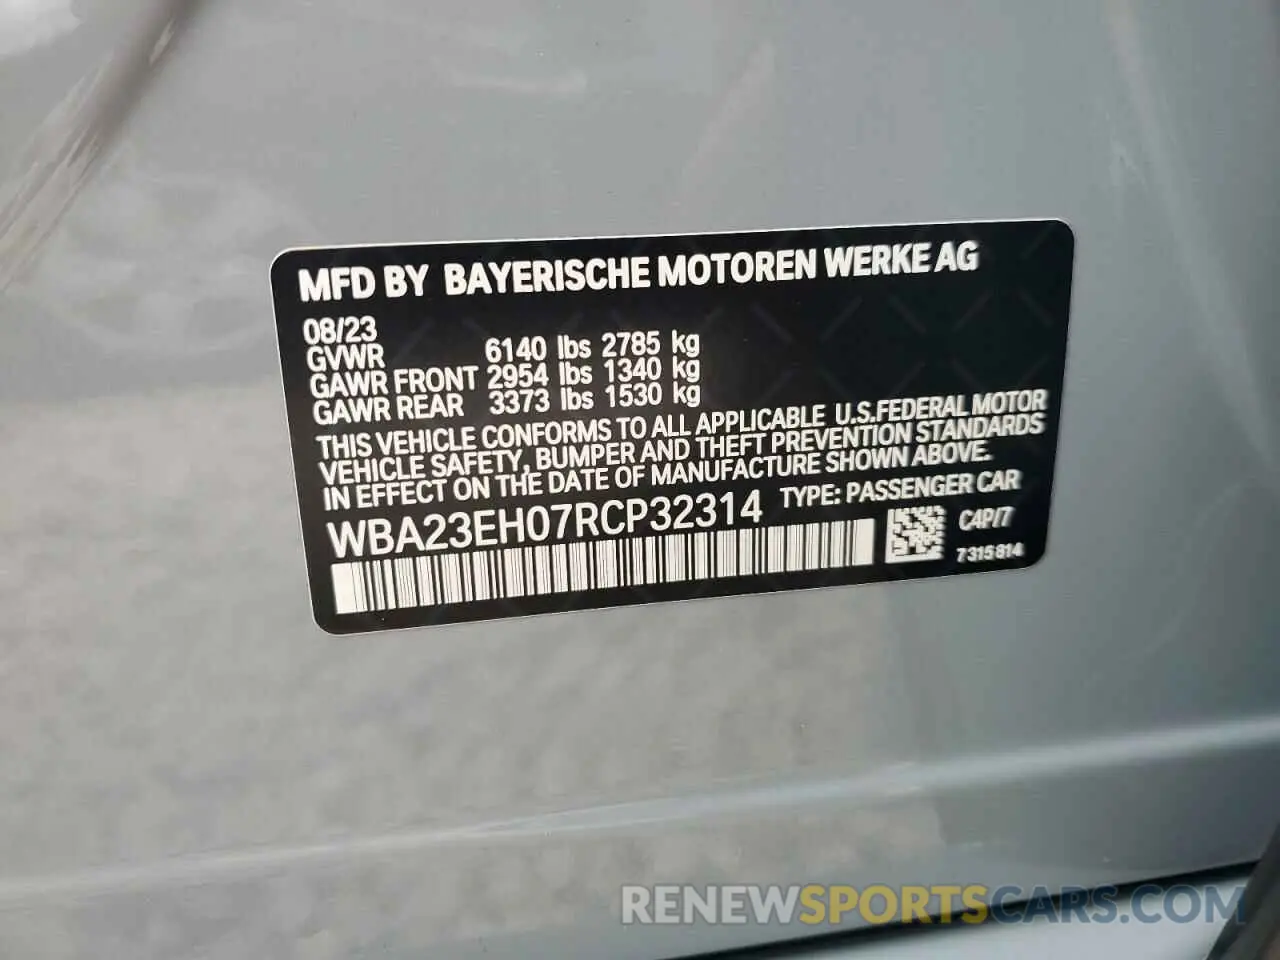 MFD BY BAYERISCHE MOTOREN WERKE AG
08/23
GVWR 6140 lbs 2785 kg
GAWR FRONT 2954 lbs 1340 kg
GAWR REAR 3373 lbs 1530 kg
THIS VEHICLE CONFORMS TO ALL APPLICABLE U.S.FEDERAL MOTOR
VEHICLE SAFETY, BUMPER AND THEFT PREVENTION STANDARDS
IN EFFECT ON THE DATE OF MANUFACTURE SHOWN ABOVE.
WBA23EH07RCP32314 TYPE: PASSENGER CAR
C4P/7
7315814
RENEWSPORTSCARS.COM